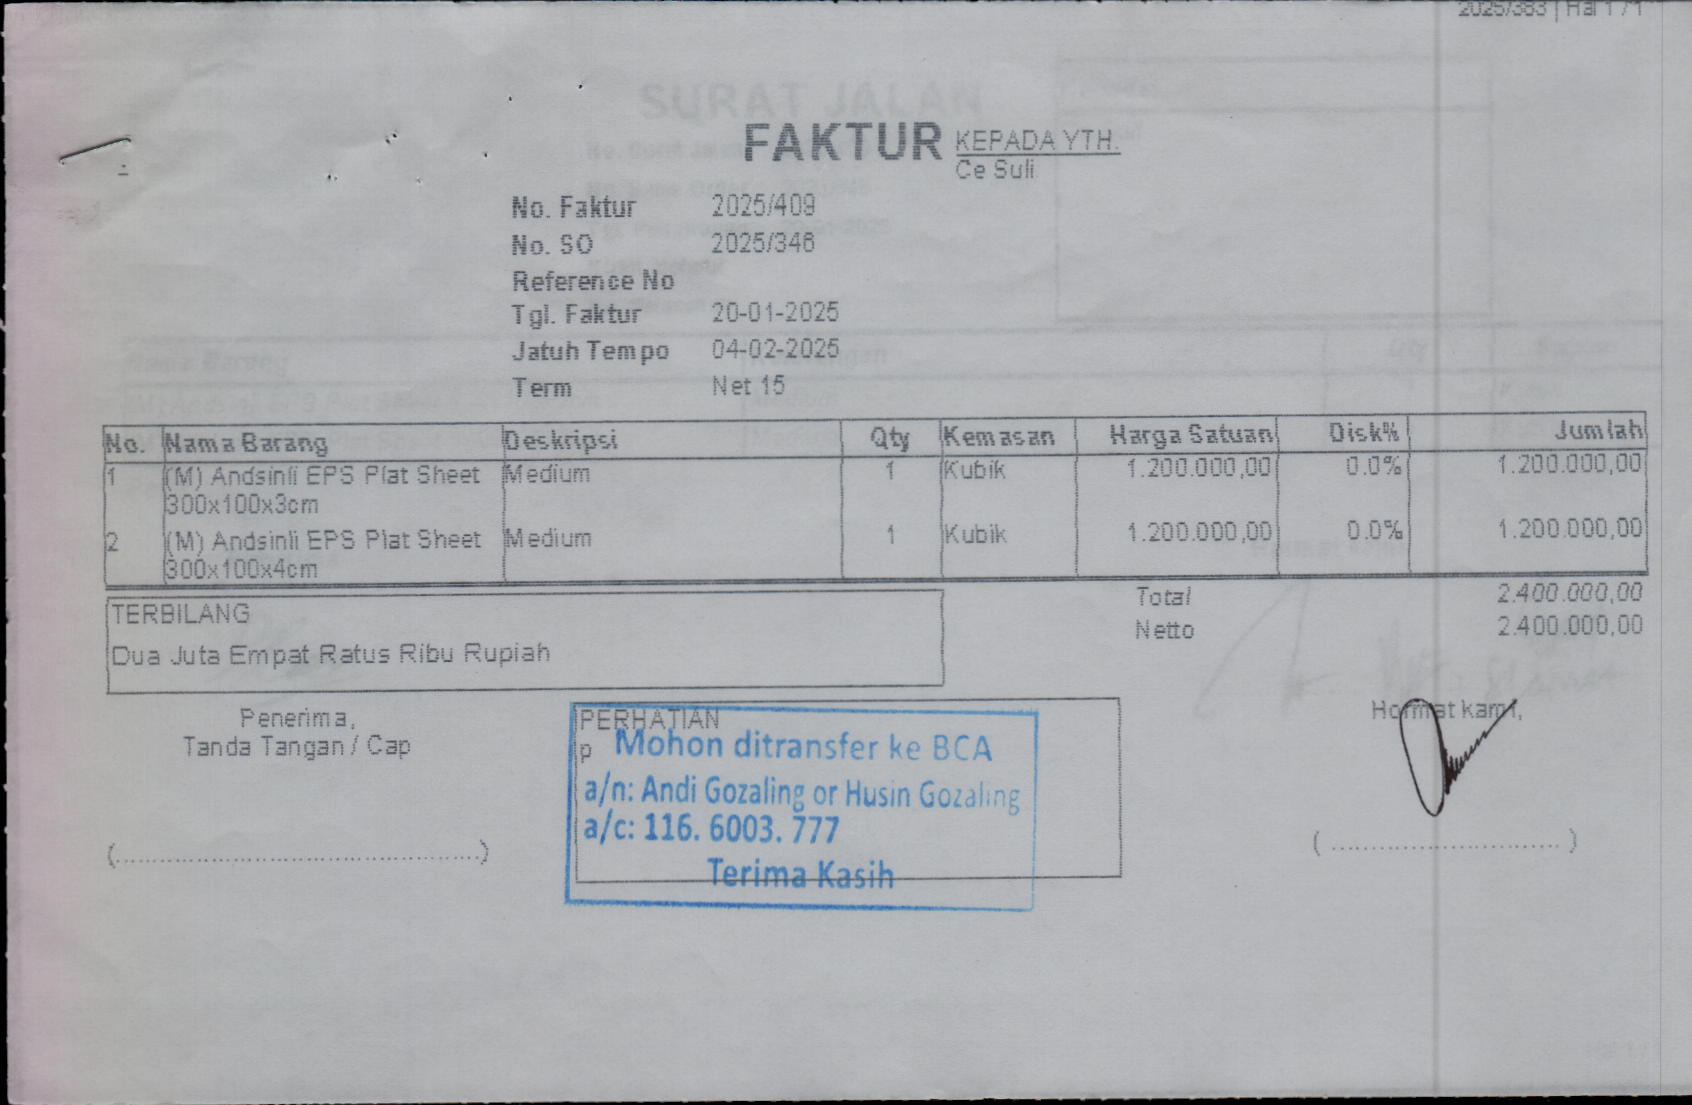 2025/383 | Hal 1 / 1
SURAT JALAN
FAKTUR
KEPADA YTH.
Ce Suli
No. Faktur 2025/409
No. SO 2025/346
Reference No
Tgl. Faktur 20-01-2025
Jatuh Tempo 04-02-2025
Term Net 15
No. Nama Barang Deskripsi Qty Kemasan Harga Satuan Disk% Jumlah
1 (M) Andsinli EPS Plat Sheet Medium 1 Kubik 1.200.000,00 0.0% 1.200.000,00
300x100x3cm
2 (M) Andsinli EPS Plat Sheet Medium 1 Kubik 1.200.000,00 0.0% 1.200.000,00
300x100x4cm
Total 2.400.000,00
Netto 2.400.000,00
TERBILANG
Dua Juta Empat Ratus Ribu Rupiah
Penerima,
Tanda Tangan / Cap
(................................................)
PERHATIAN
p
Mohon ditransfer ke BCA
a/n: Andi Gozaling or Husin Gozaling
a/c: 116. 6003. 777
Terima Kasih
Hormat kami,
( .............................. )